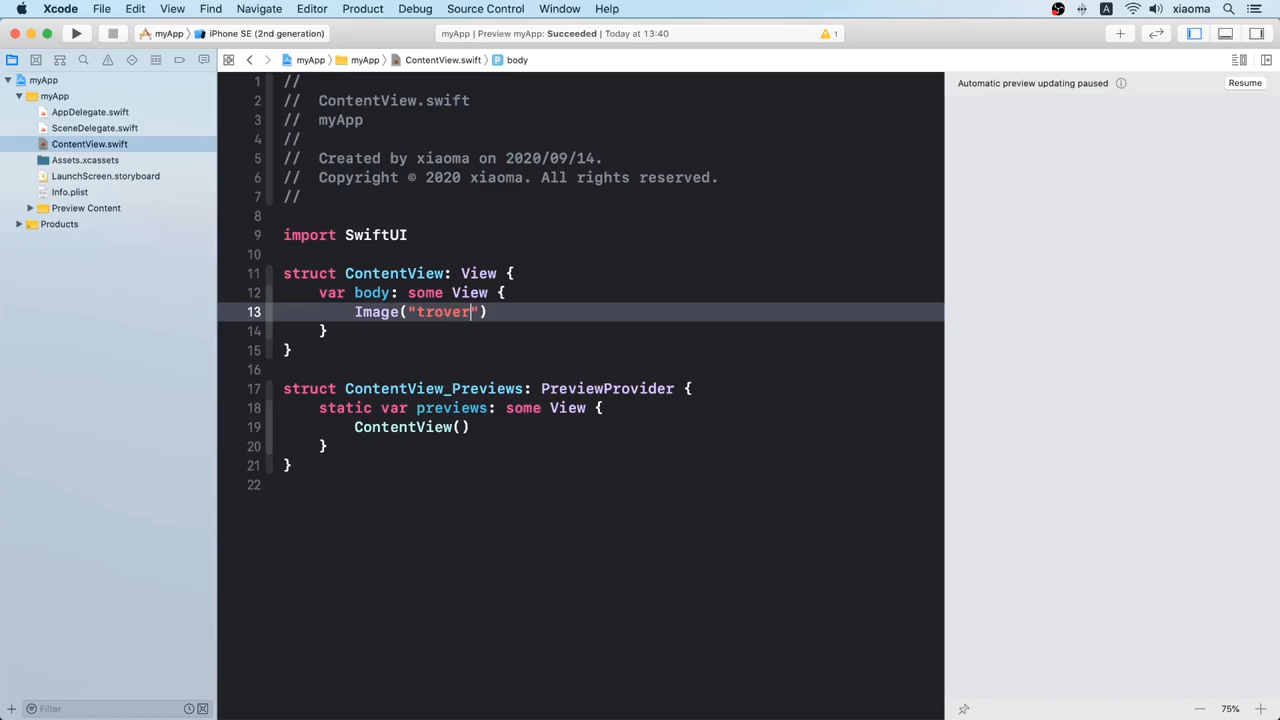 Xcode File Edit View Find Navigate Editor Product Debug Source Control Window Help A xiaoma
myApp iPhone SE (2nd generation) myApp | Preview myApp: Succeeded | Today at 13:40 1
myApp myApp ContentView.swift P body
myApp
myApp
AppDelegate.swift
SceneDelegate.swift
ContentView.swift
Assets.xcassets
LaunchScreen.storyboard
Info.plist
Preview Content
Products
Filter
1 //
2 // ContentView.swift
3 // myApp
4 //
5 // Created by xiaoma on 2020/09/14.
6 // Copyright © 2020 xiaoma. All rights reserved.
7 //
8
9 import SwiftUI
10
11 struct ContentView: View {
12 var body: some View {
13 Image("trover")
14 }
15 }
16
17 struct ContentView_Previews: PreviewProvider {
18 static var previews: some View {
19 ContentView()
20 }
21 }
22
Automatic preview updating paused Resume
75%